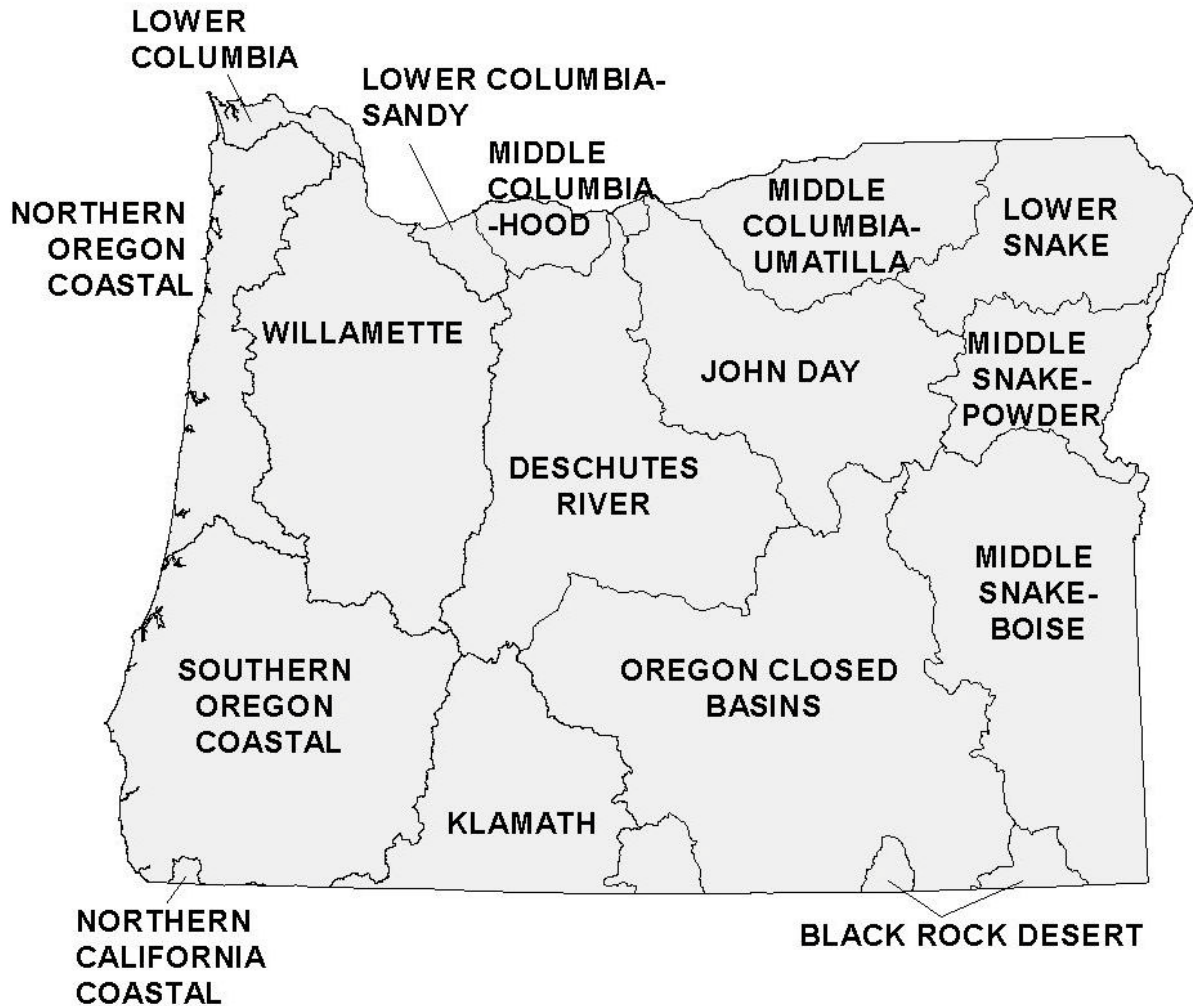 LOWER
COLUMBIA
LOWER COLUMBIA-
SANDY
MIDDLE
COLUMBIA
-HOOD
MIDDLE
COLUMBIA-
UMATILLA
LOWER
SNAKE
NORTHERN
OREGON
COASTAL
WILLAMETTE
JOHN DAY
MIDDLE
SNAKE-
POWDER
DESCHUTES
RIVER
MIDDLE
SNAKE-
BOISE
SOUTHERN
OREGON
COASTAL
OREGON CLOSED
BASINS
KLAMATH
NORTHERN
CALIFORNIA
COASTAL
BLACK ROCK DESERT